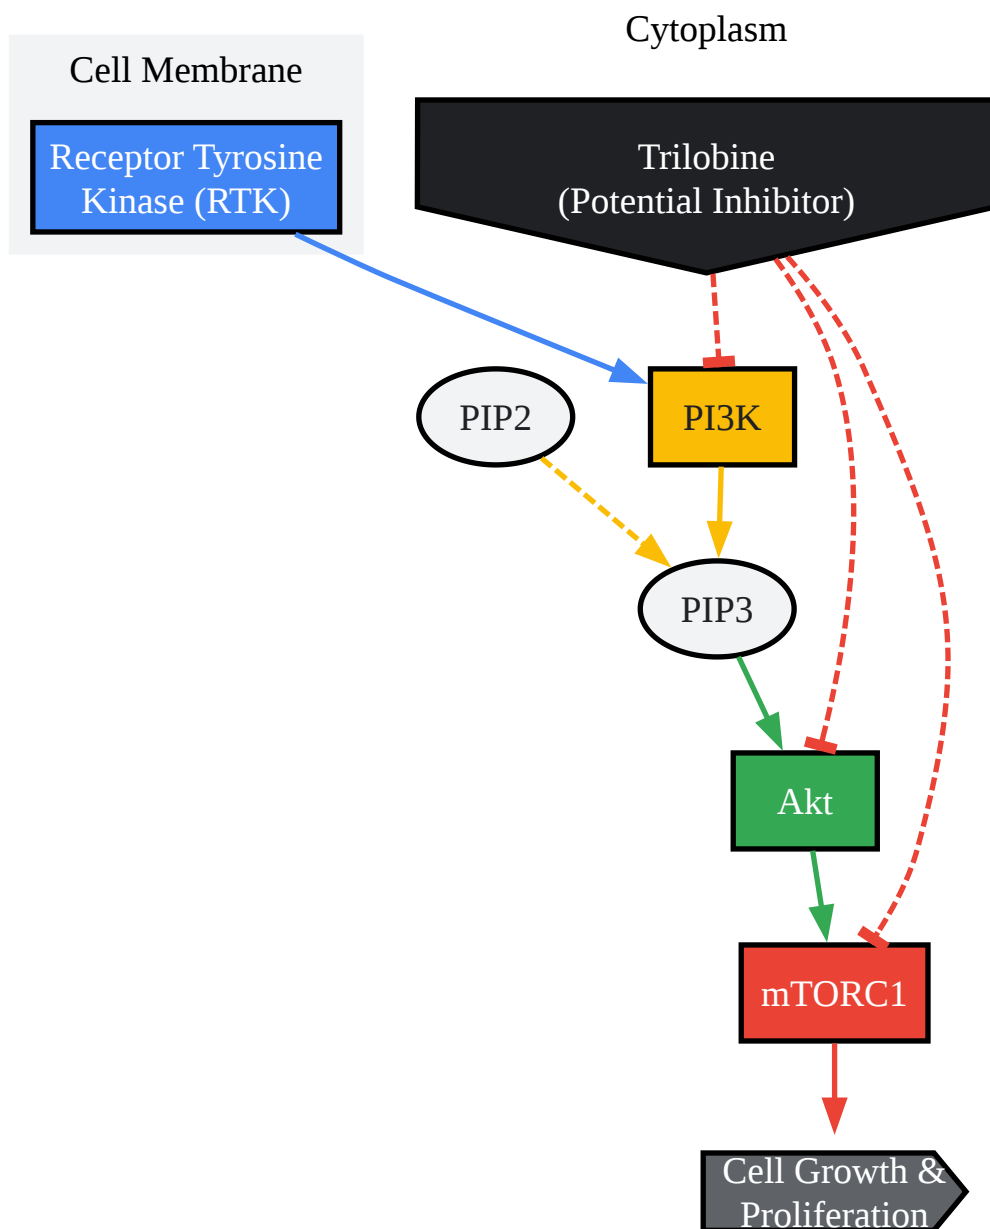 Cytoplasm
Cell Membrane
Receptor Tyrosine
Kinase (RTK)
Trilobine
(Potential Inhibitor)
PIP2
PI3K
PIP3
Akt
mTORC1
Cell Growth &
Proliferation